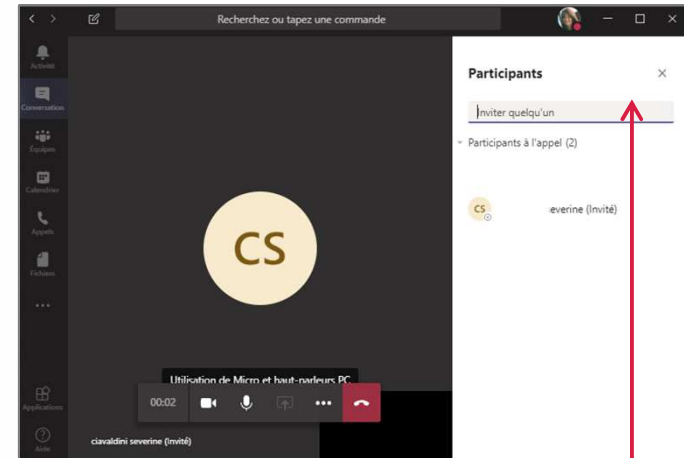 Recherchez ou tapez une commande
Activité
Conversation
Équipes
Calendrier
Appels
Fichiers
Applications
Aide
CS
Utilisation de Micro et haut-parleurs PC
00:02
ciavaldini severine (Invité)
Participants
Inviter quelqu'un
Participants à l'appel (2)
CS
everine (Invité)